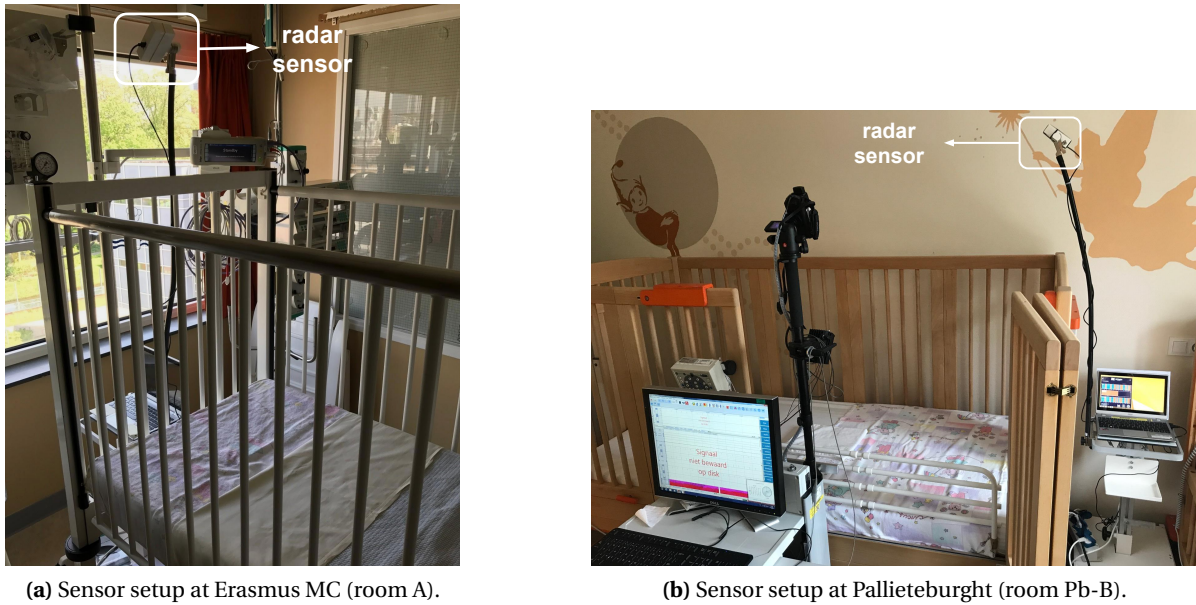 radar
sensor
radar
sensor
Signaal
niet bewaard
op disk
(a) Sensor setup at Erasmus MC (room A).
(b) Sensor setup at Pallieteburght (room Pb-B).